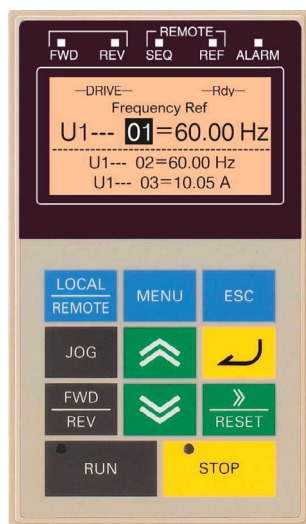 REMOTE
FWD REV SEQ REF ALARM
—DRIVE— —Rdy—
Frequency Ref
U1--- 01=60.00 Hz
U1--- 02=60.00 Hz
U1--- 03=10.05 A
LOCAL
REMOTE
MENU
ESC
JOG
FWD
REV
»
RESET
RUN
STOP